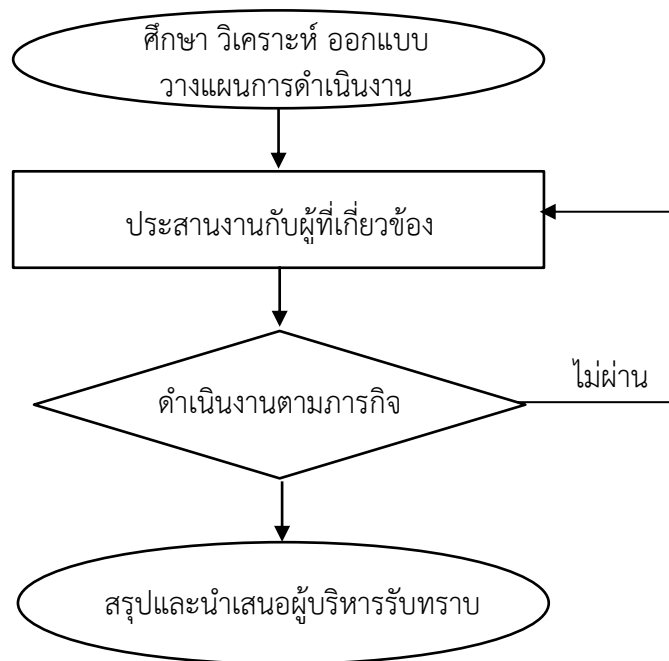 ศึกษา วิเคราะห์ ออกแบบ
วางแผนการดำเนินงาน
ประสานงานกับผู้ที่เกี่ยวข้อง
ไม่ผ่าน
ดำเนินงานตามภารกิจ
สรุปและนำเสนอผู้บริหารรับทราบ